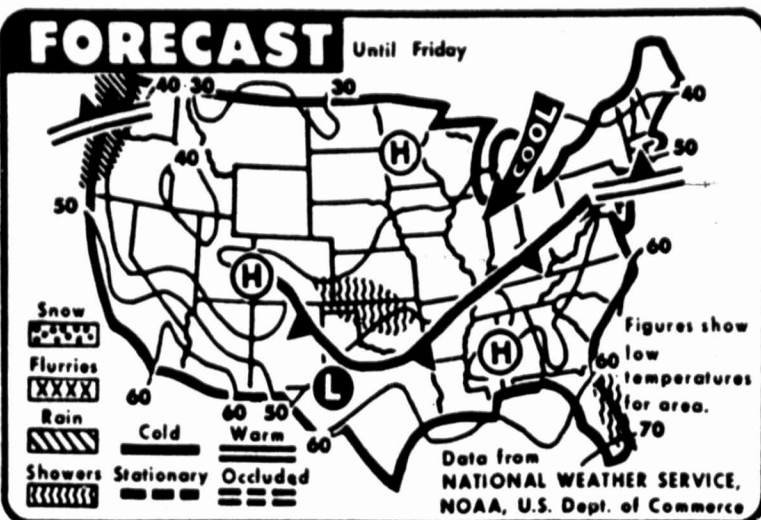 FORECAST Until Friday
40 30 30
40
40
COOL
H
50
50
H
60
Snow
Figures show
low
temperatures
for area.
Flurries
H
60
L
60 60 50
60
70
Rain
Cold Warm
Showers Stationary Occluded
Data from
NATIONAL WEATHER SERVICE,
NOAA, U.S. Dept. of Commerce